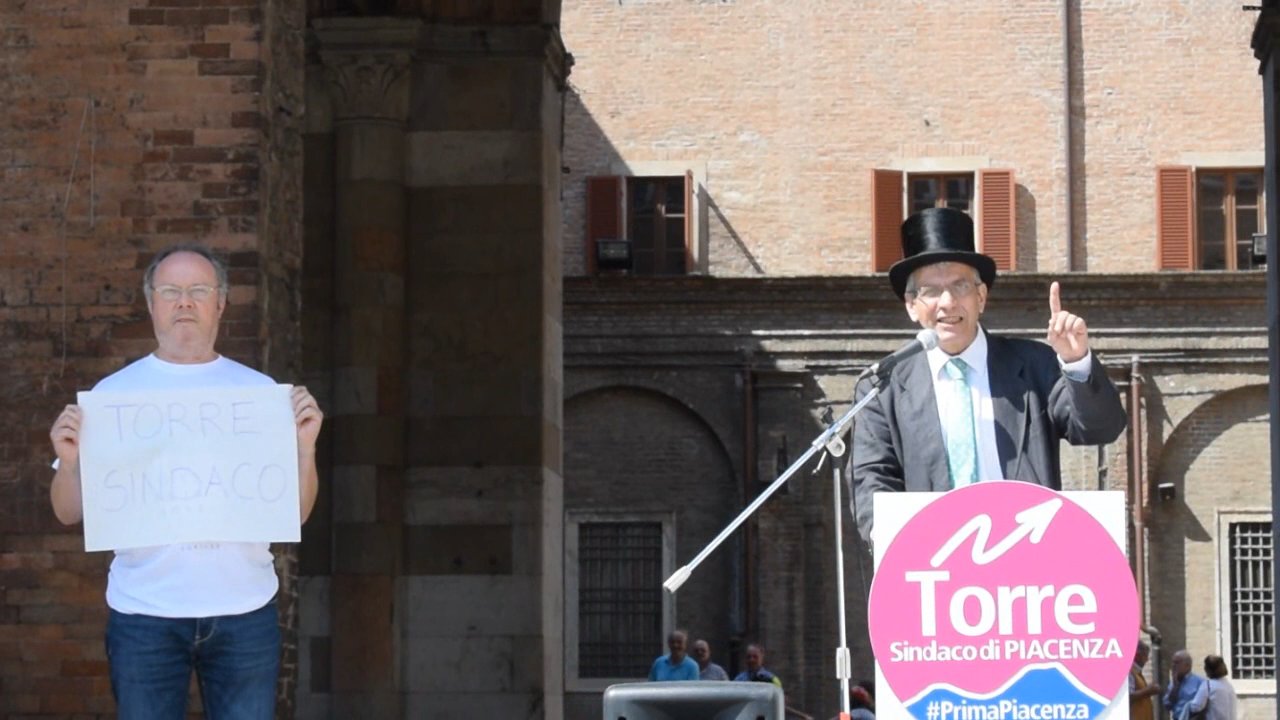 TORRE
SINDACO
Torre
Sindaco di PIACENZA
#PrimaPiacenza